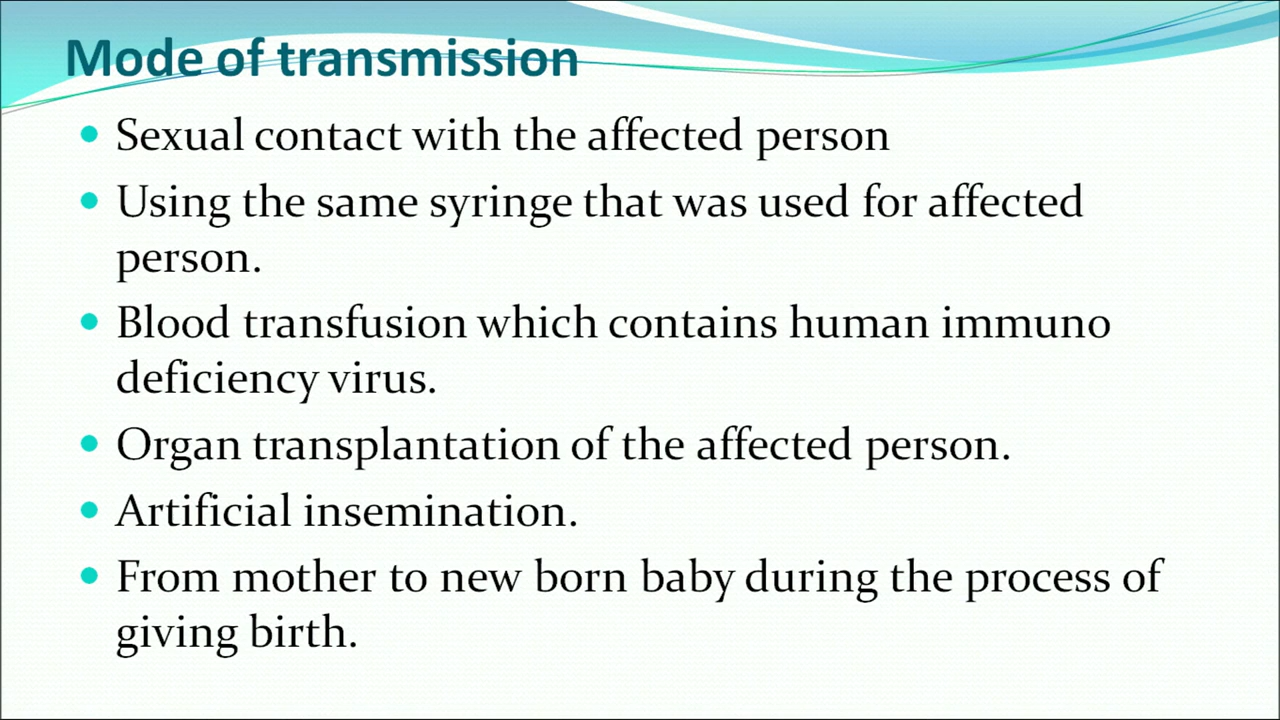 Mode of transmission
Sexual contact with the affected person
Using the same syringe that was used for affected
person.
Blood transfusion which contains human immuno
deficiency virus.
Organ transplantation of the affected person.
Artificial insemination.
From mother to new born baby during the process of
giving birth.